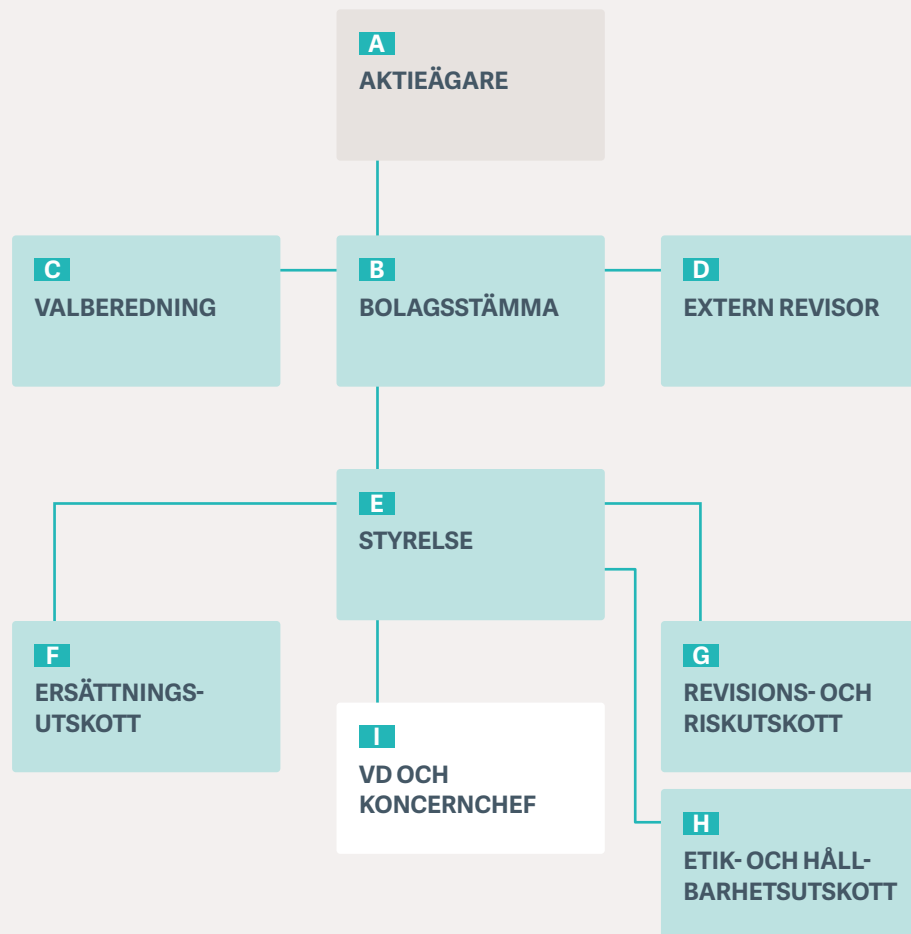 A
AKTIEÄGARE
C
VALBEREDNING
B
BOLAGSSTÄMMA
D
EXTERN REVISOR
E
STYRELSE
F
ERSÄTTNINGS-
UTSKOTT
I
VD OCH
KONCERNCHEF
G
REVISIONS- OCH
RISKUTSKOTT
H
ETIK- OCH HÅLL-
BARHETSUTSKOTT